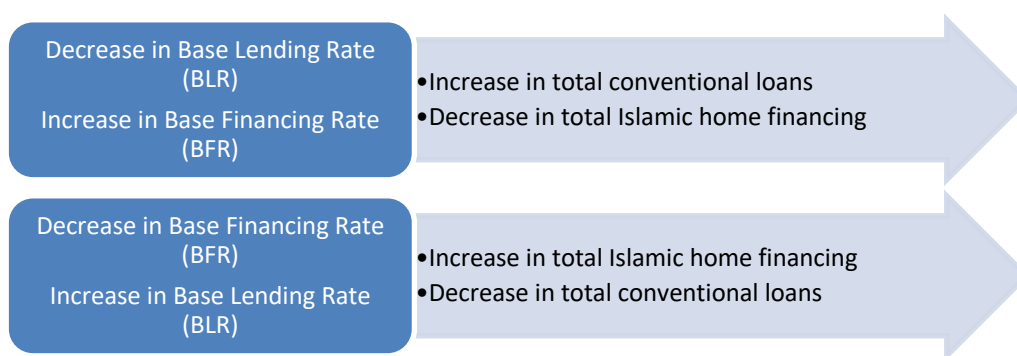 Decrease in Base Lending Rate
(BLR)
Increase in Base Financing Rate
(BFR)
•Increase in total conventional loans
•Decrease in total Islamic home financing
Decrease in Base Financing Rate
(BFR)
Increase in Base Lending Rate
(BLR)
•Increase in total Islamic home financing
•Decrease in total conventional loans